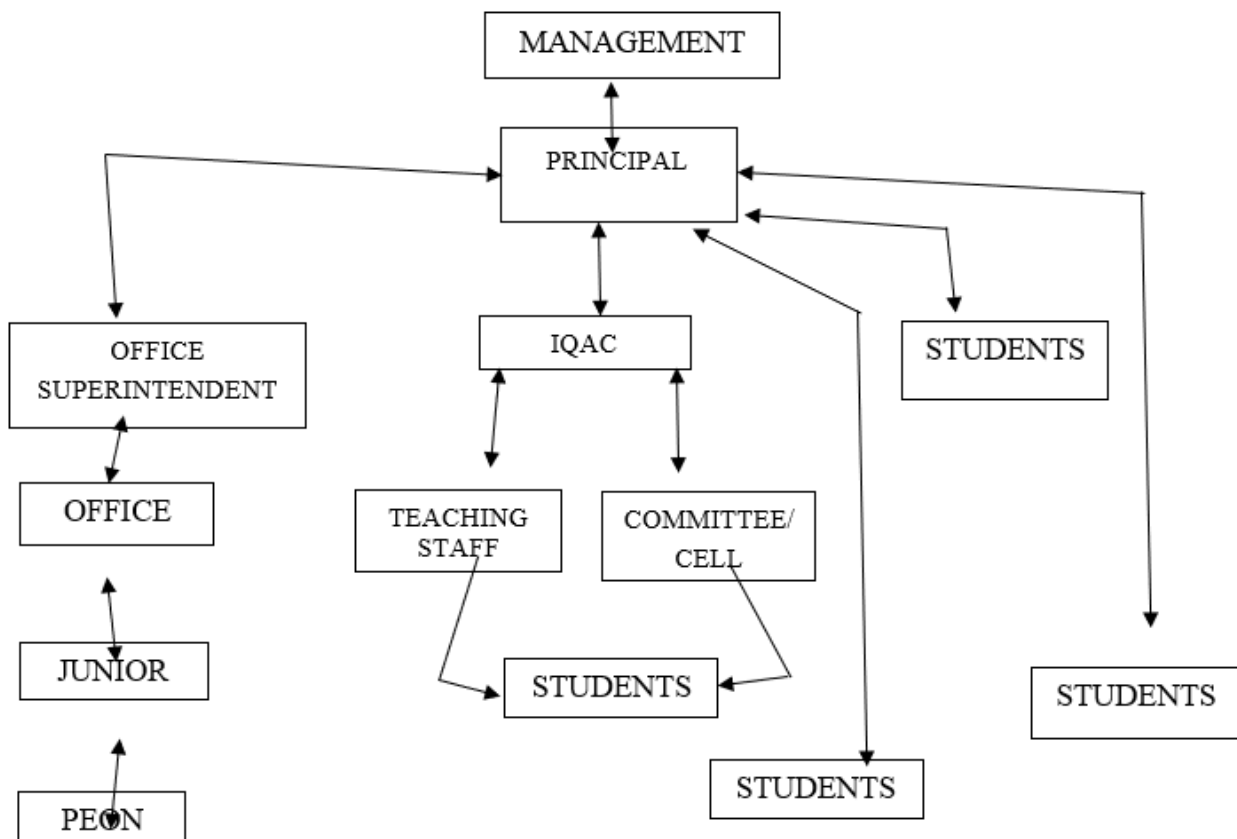 MANAGEMENT
PRINCIPAL
OFFICE
SUPERINTENDENT
IQAC
STUDENTS
OFFICE
TEACHING
STAFF
COMMITTEE/
CELL
JUNIOR
STUDENTS
STUDENTS
STUDENTS
PEON